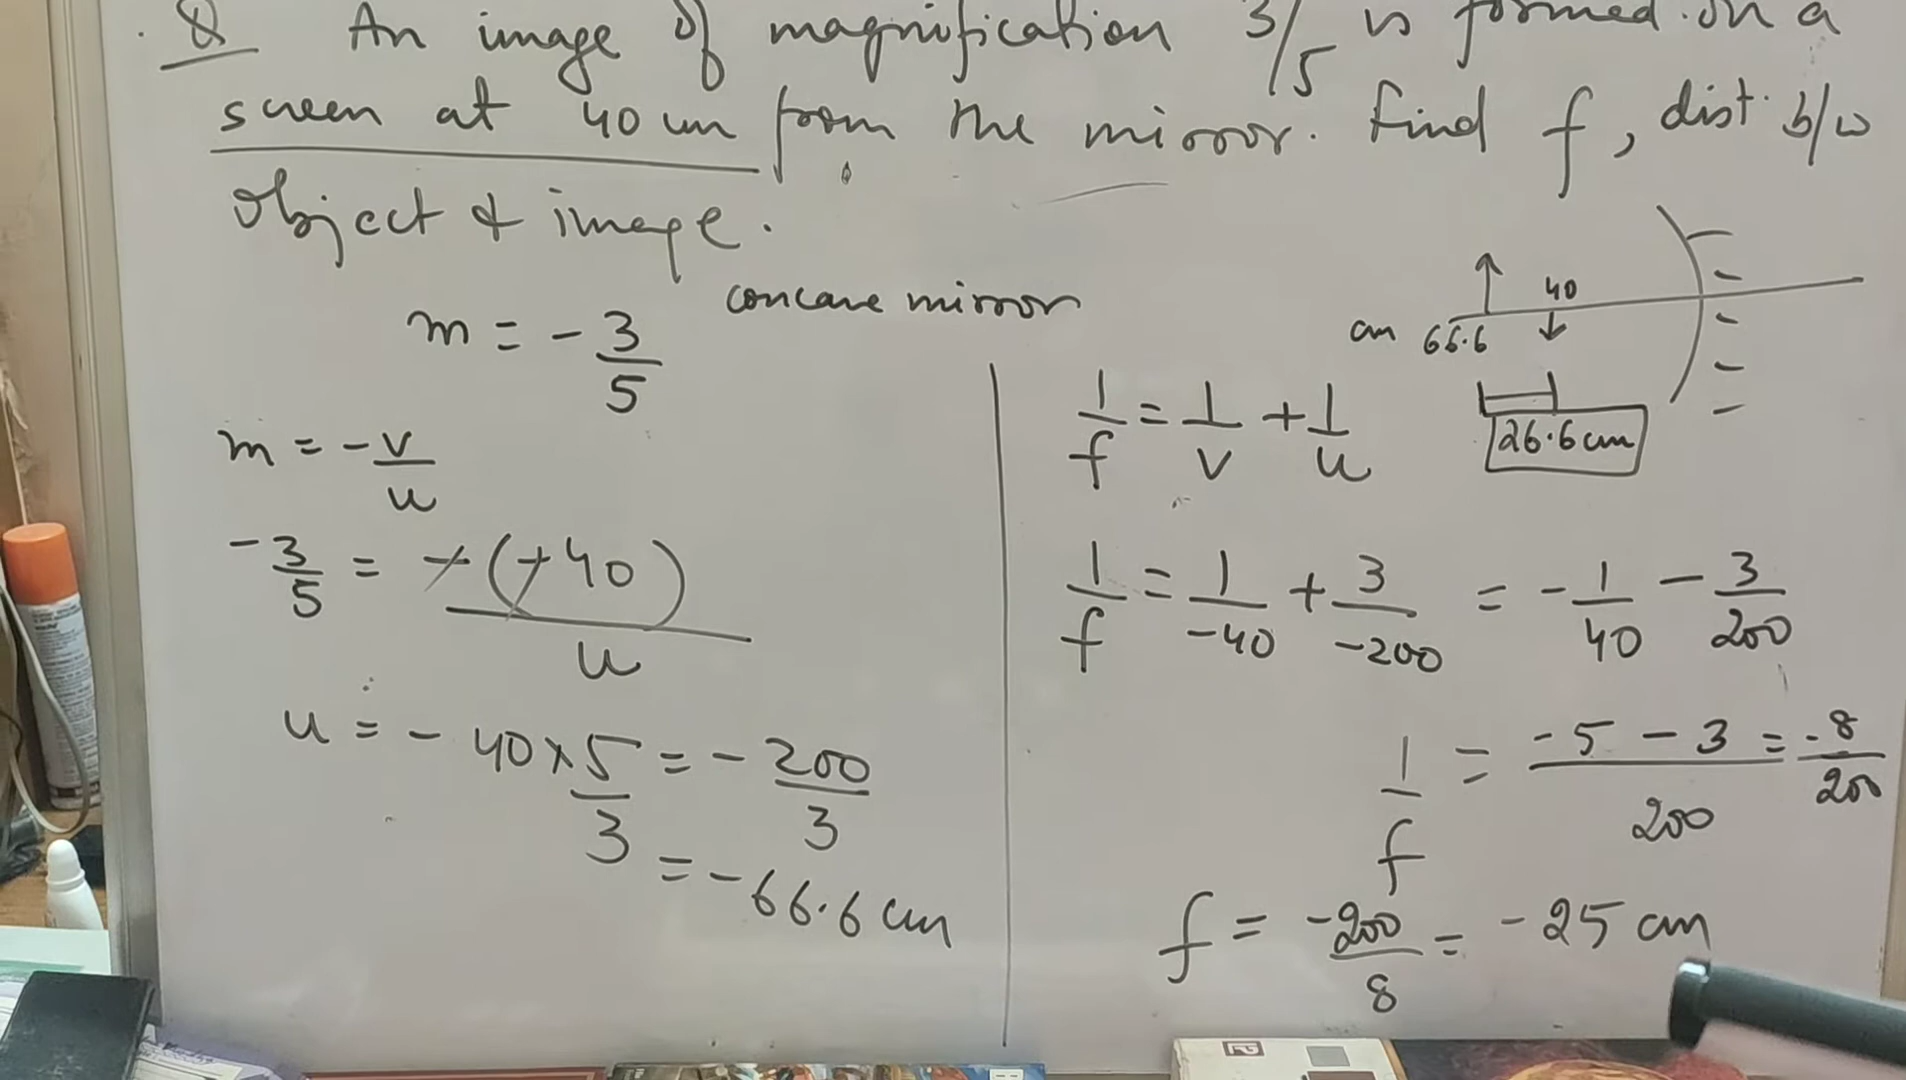 Q An image of magnification 3/5 is formed on a
screen at 40 cm from the mirror. Find f, dist. b/w
object & image.
m = -3/5
concave mirror
40
cm 66.6
26.6 cm
m = -v/u
-3/5 = -(-40)/u
u = -40×5/3 = -200/3
= -66.6 cm
1/f = 1/v + 1/u
1/f = 1/-40 + 3/-200 = -1/40 - 3/200
1/f = -5-3/200 = -8/200
f = -200/8 = -25 cm